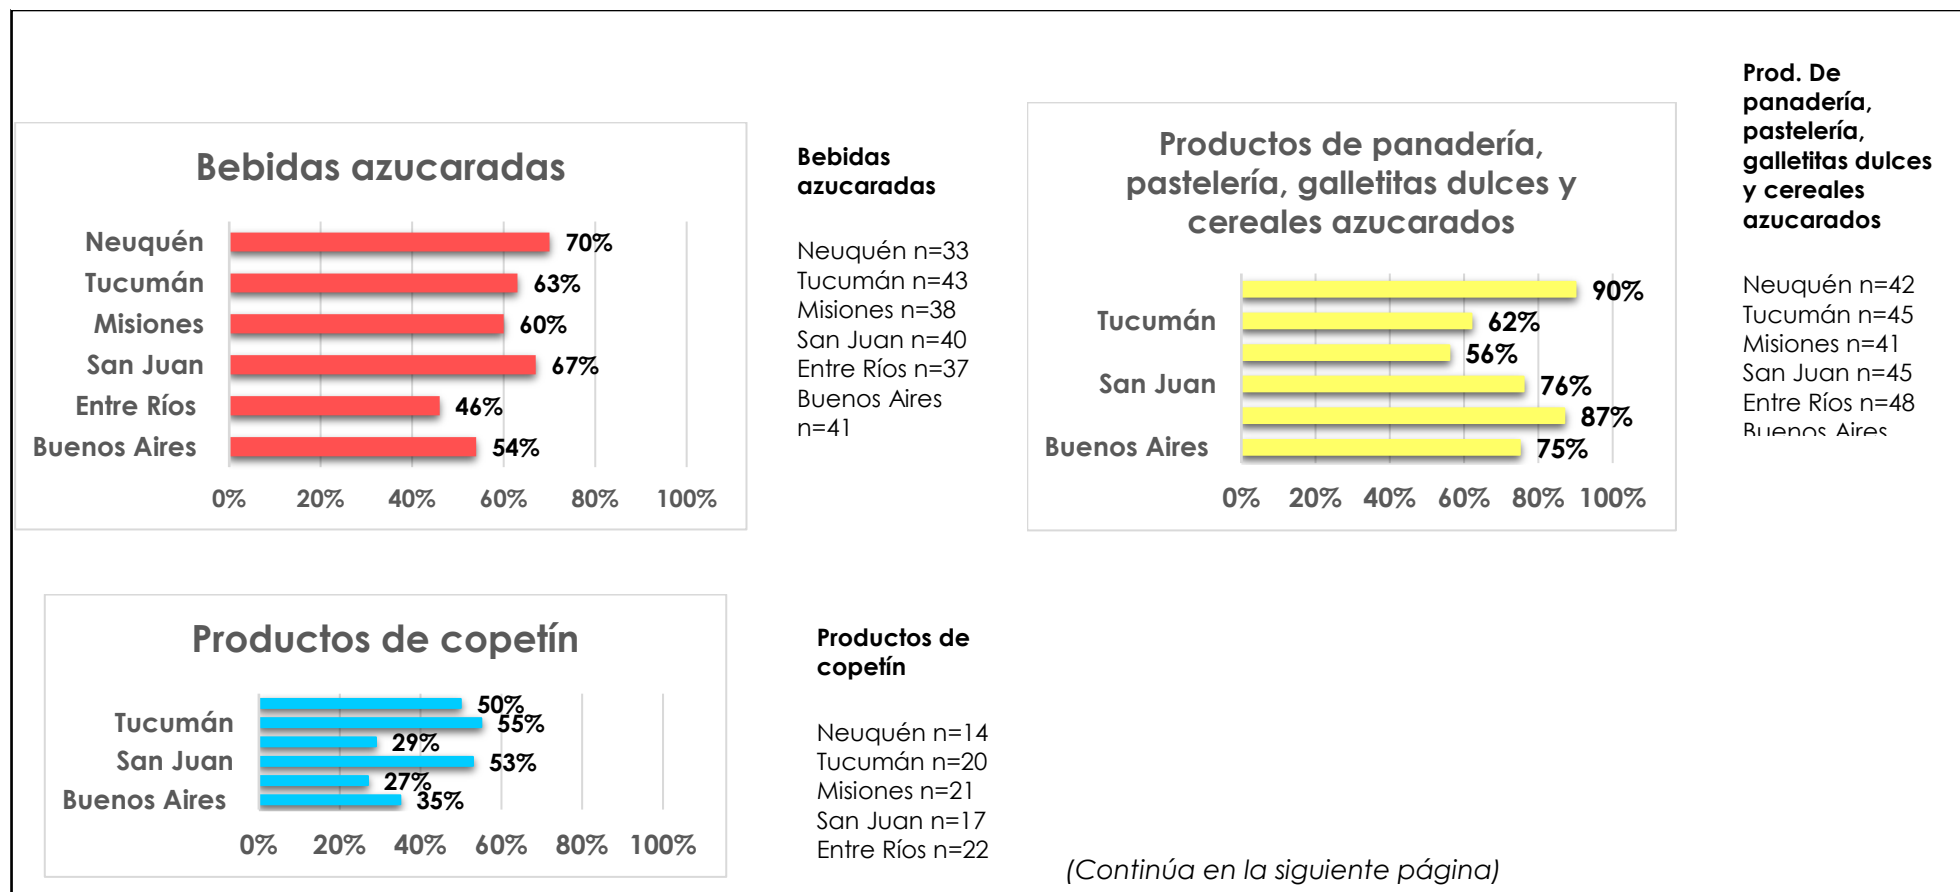 Bebidas azucaradas
Neuquén 70%
Tucumán 63%
Misiones 60%
San Juan 67%
Entre Ríos 46%
Buenos Aires 54%
0% 20% 40% 60% 80% 100%
Bebidas
azucaradas
Neuquén n=33
Tucumán n=43
Misiones n=38
San Juan n=40
Entre Ríos n=37
Buenos Aires
n=41
Productos de panadería,
pastelería, galletitas dulces y
cereales azucarados
90%
Tucumán 62%
56%
San Juan 76%
87%
Buenos Aires 75%
0% 20% 40% 60% 80% 100%
Prod. De
panadería,
pastelería,
galletitas dulces
y cereales
azucarados
Neuquén n=42
Tucumán n=45
Misiones n=41
San Juan n=45
Entre Ríos n=48
Buenos Aires
Productos de copetín
50%
Tucumán 55%
29%
San Juan 53%
27%
Buenos Aires 35%
0% 20% 40% 60% 80% 100%
Productos de
copetín
Neuquén n=14
Tucumán n=20
Misiones n=21
San Juan n=17
Entre Ríos n=22
(Continúa en la siguiente página)